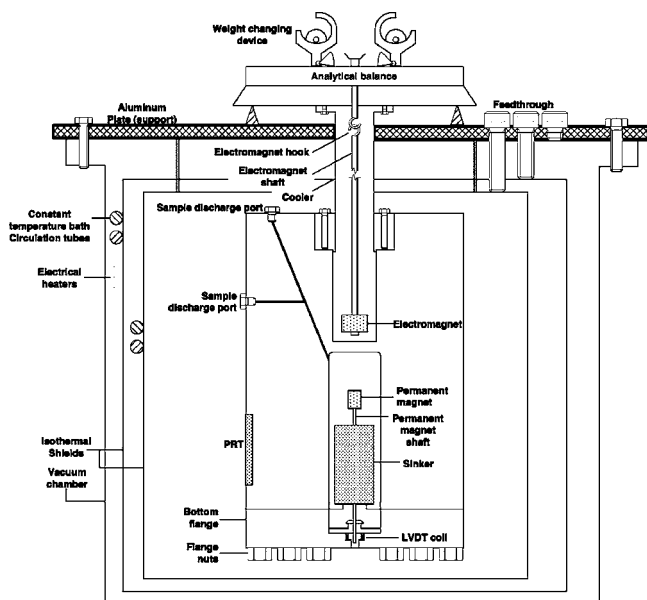 Weight changing
device
Analytical balance
Aluminum
Plate (support)
Feedthrough
Electromagnet hook
Electromagnet
shaft
Cooler
Sample discharge port
Constant
temperature bath
Circulation tubes
Electrical
heaters
Sample
discharge port
Electromagnet
Permanent
magnet
Permanent
magnet
shaft
PRT
Sinker
Isothermal
Shields
Vacuum
chamber
Bottom
flange
LVDT coil
Flange
nuts